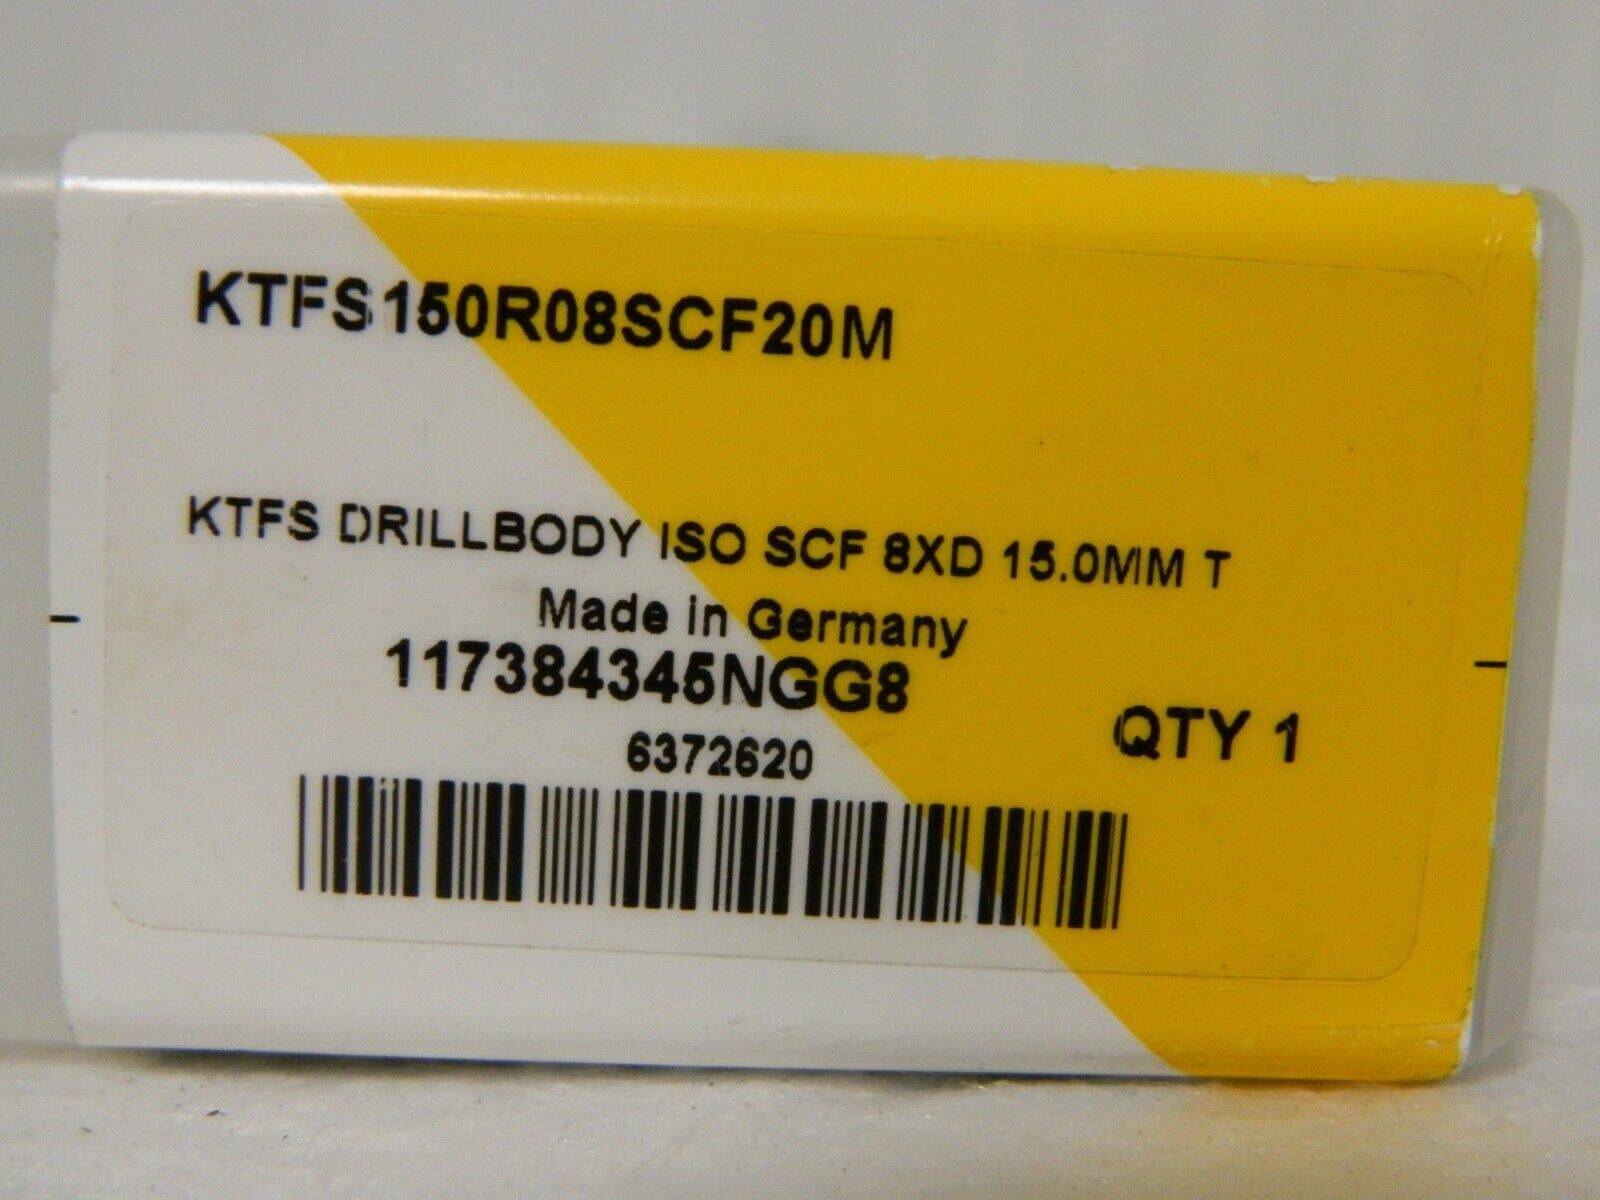 KTFS150R08SCF20M
KTFS DRILLBODY ISO SCF 8XD 15.0MM T
Made in Germany
117384345NGG8
QTY 1
6372620